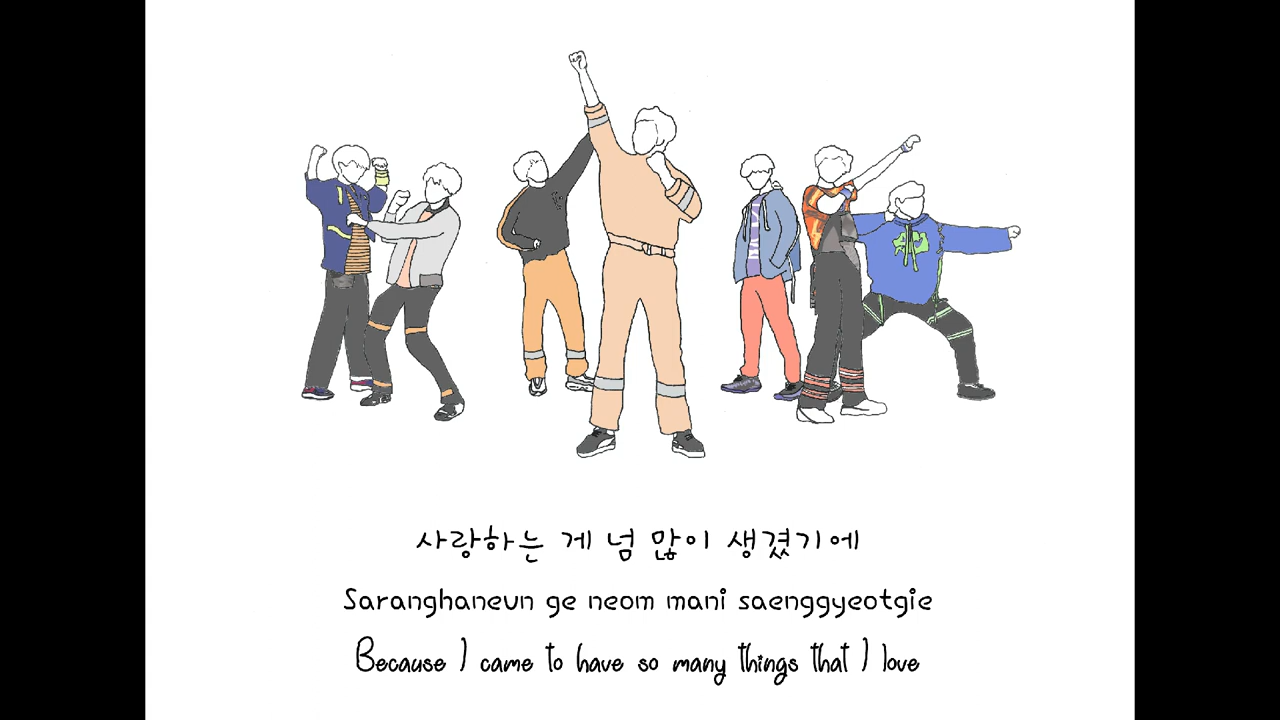 사랑하는 게 넘 많이 생겼기에
Saranghaneun ge neom mani saenggyeotgie
Because I came to have so many things that I love